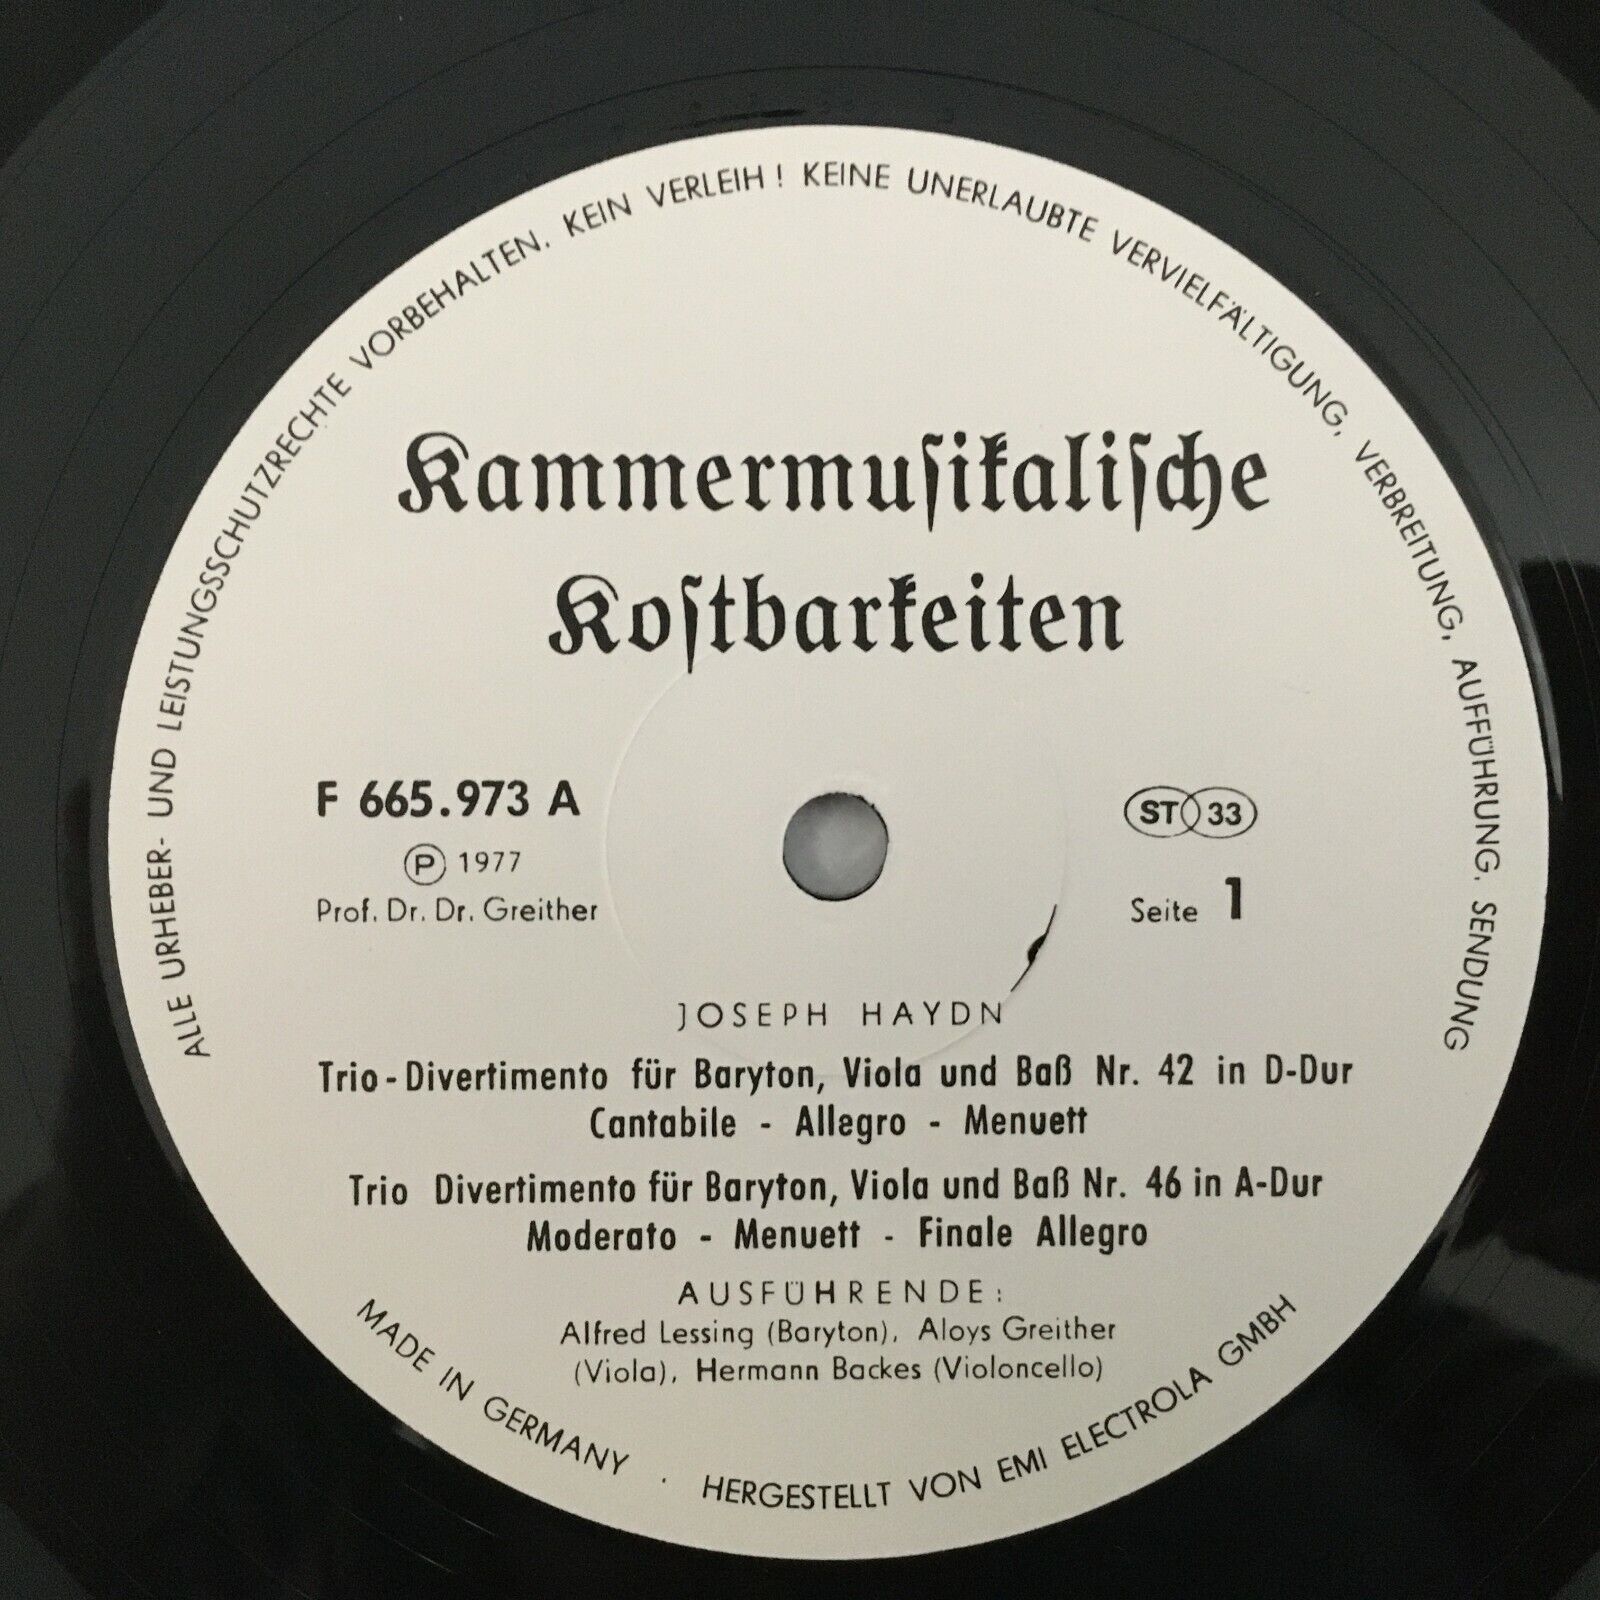 ALLE URHEBER- UND LEISTUNGSSCHUTZRECHTE VORBEHALTEN. KEIN VERLEIH! KEINE UNERLAUBTE VERVIELFÄLTIGUNG, VERBREITUNG, AUFFÜHRUNG, SENDUNG
Kammermuſikaliſche
Koſtbarkeiten
F 665.973 A
Ⓟ 1977
Prof. Dr. Dr. Greither
ST 33
Seite 1
JOSEPH HAYDN
Trio-Divertimento für Baryton, Viola und Baß Nr. 42 in D-Dur
Cantabile - Allegro - Menuett
Trio Divertimento für Baryton, Viola und Baß Nr. 46 in A-Dur
Moderato - Menuett - Finale Allegro
AUSFÜHRENDE:
Alfred Lessing (Baryton), Aloys Greither
(Viola), Hermann Backes (Violoncello)
MADE IN GERMANY · HERGESTELLT VON EMI ELECTROLA GMBH